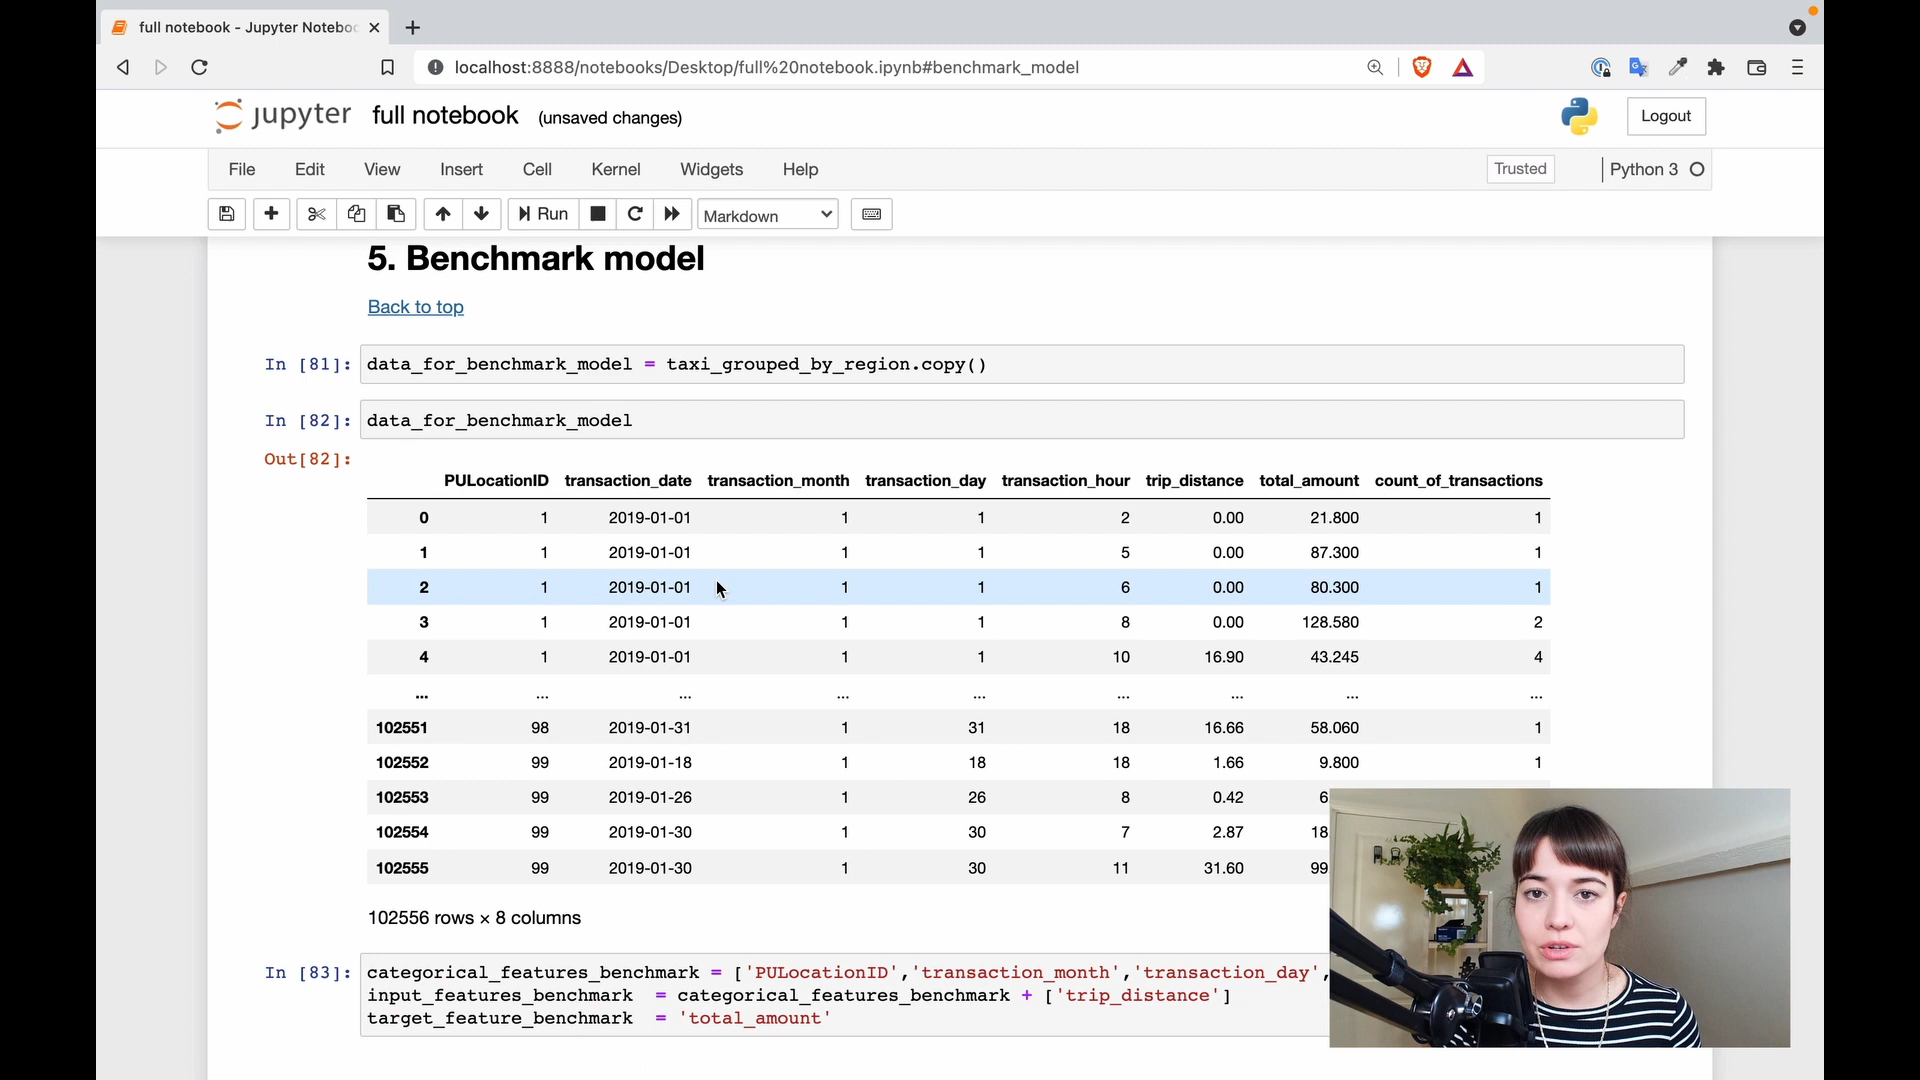 full notebook - Jupyter Noteboo
localhost:8888/notebooks/Desktop/full%20notebook.ipynb#benchmark_model
jupyter full notebook (unsaved changes) Logout
File Edit View Insert Cell Kernel Widgets Help Trusted Python 3
Run Markdown
5. Benchmark model
Back to top
In [81]: data_for_benchmark_model = taxi_grouped_by_region.copy()
In [82]: data_for_benchmark_model
Out[82]:
PULocationID transaction_date transaction_month transaction_day transaction_hour trip_distance total_amount count_of_transactions
0 1 2019-01-01 1 1 2 0.00 21.800 1
1 1 2019-01-01 1 1 5 0.00 87.300 1
2 1 2019-01-01 1 1 6 0.00 80.300 1
3 1 2019-01-01 1 1 8 0.00 128.580 2
4 1 2019-01-01 1 1 10 16.90 43.245 4
... ... ... ... ... ... ... ... ...
102551 98 2019-01-31 1 31 18 16.66 58.060 1
102552 99 2019-01-18 1 18 18 1.66 9.800 1
102553 99 2019-01-26 1 26 8 0.42 6
102554 99 2019-01-30 1 30 7 2.87 18
102555 99 2019-01-30 1 30 11 31.60 99
102556 rows × 8 columns
In [83]: categorical_features_benchmark = ['PULocationID','transaction_month','transaction_day',
input_features_benchmark = categorical_features_benchmark + ['trip_distance']
target_feature_benchmark = 'total_amount'